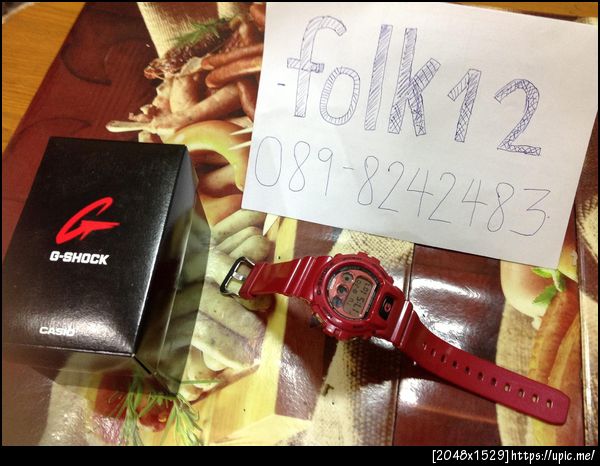 -folk12
089-8242483
G-SHOCK
CASIO
[2048x1529]https://upic.me/